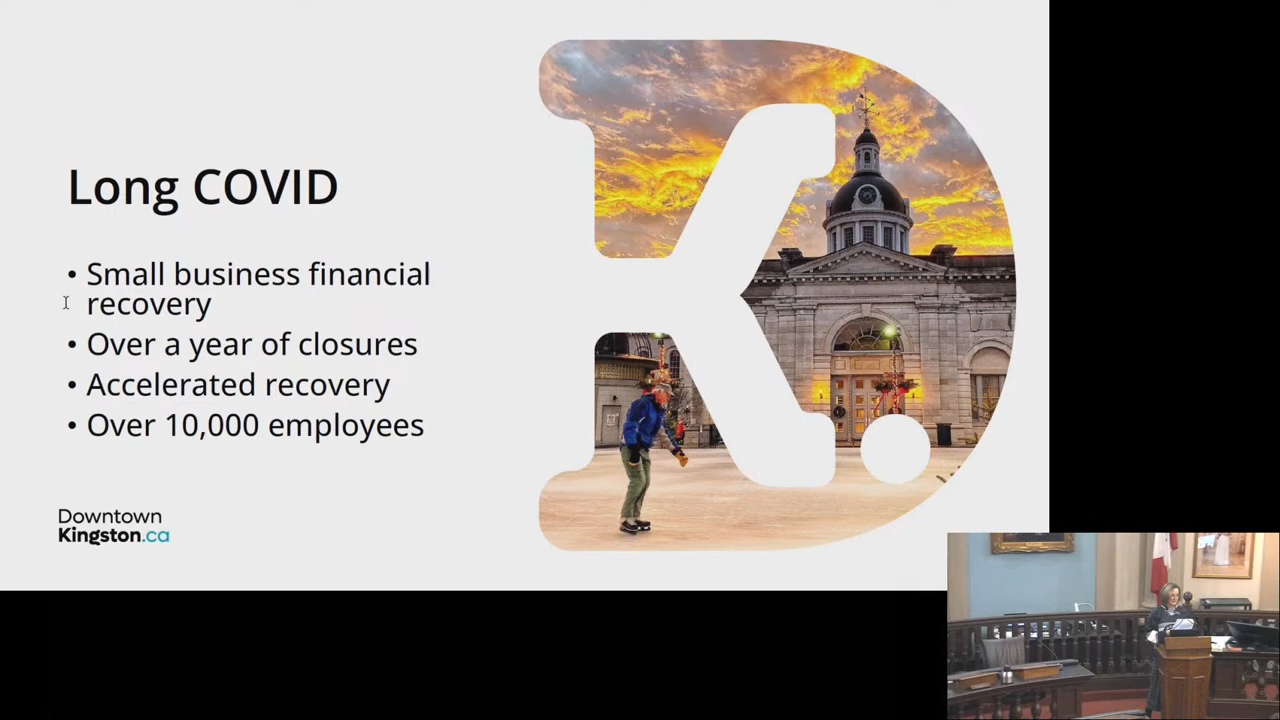 Long COVID
• Small business financial
recovery
• Over a year of closures
• Accelerated recovery
• Over 10,000 employees
Downtown
Kingston.ca
K.